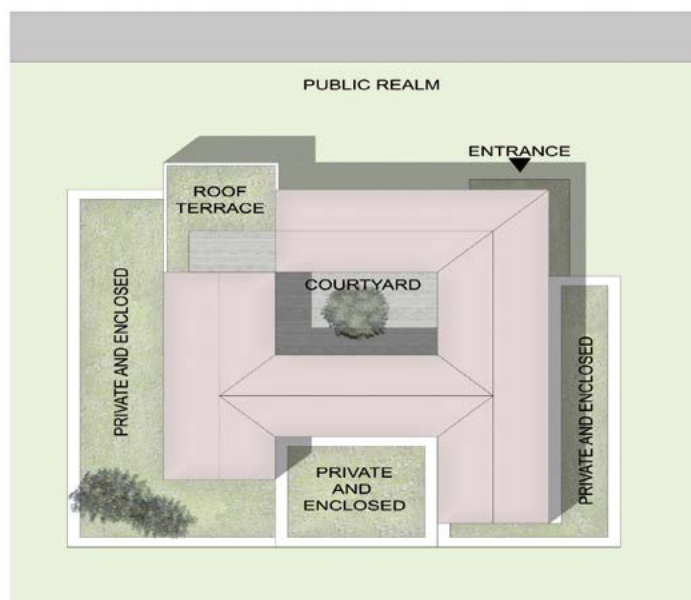 PUBLIC REALM
ENTRANCE
ROOF
TERRACE
COURTYARD
PRIVATE AND ENCLOSED
PRIVATE AND ENCLOSED
PRIVATE
AND
ENCLOSED